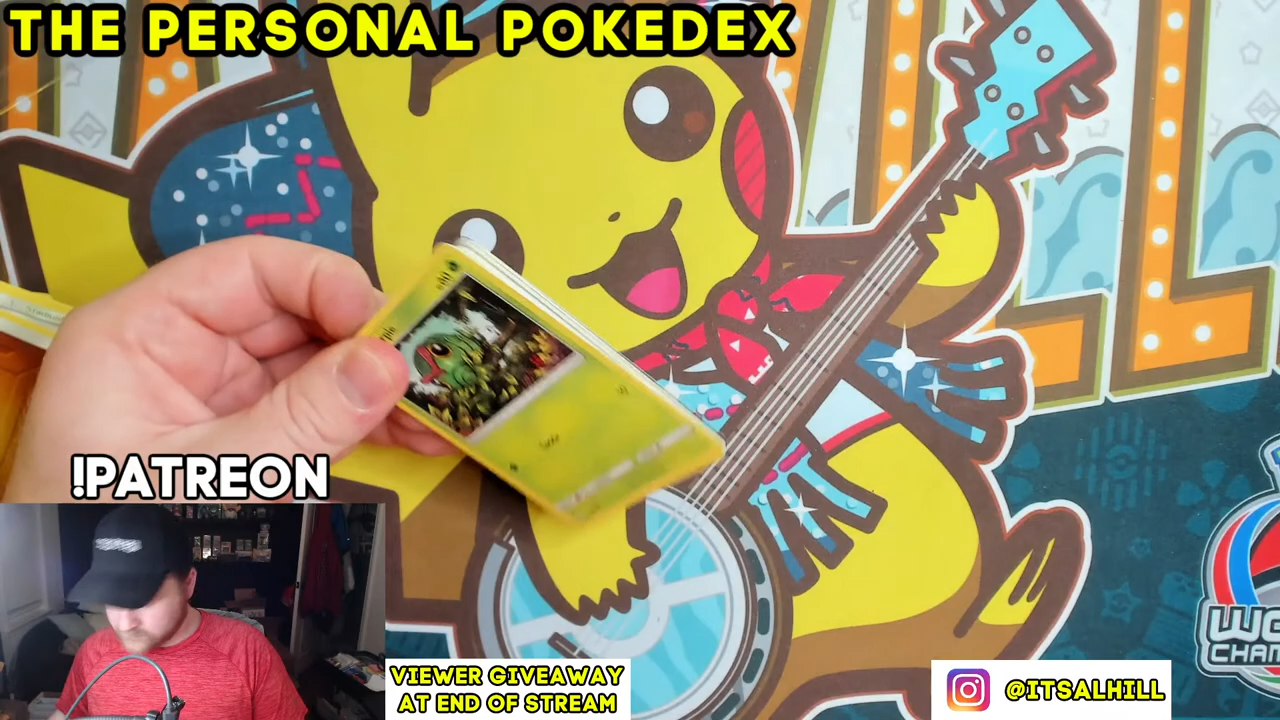 THE PERSONAL POKEDEX
!PATREON
VIEWER GIVEAWAY
AT END OF STREAM
@ITSALHILL